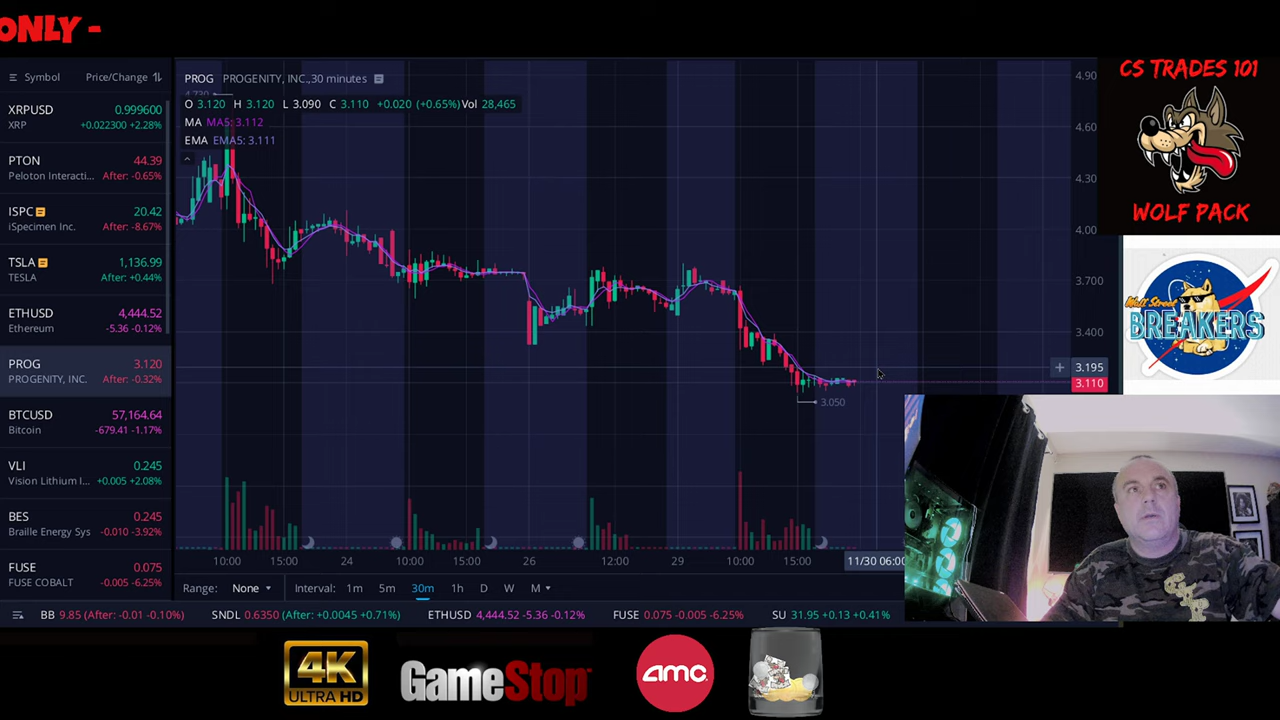 ONLY -
Symbol Price/Change
XRPUSD 0.999600
XRP +0.022300 +2.28%
PTON 44.39
Peloton Interacti... After: -0.65%
ISPC 20.42
iSpecimen Inc. After: -8.67%
TSLA 1,136.99
TESLA After: +0.44%
ETHUSD 4,444.52
Ethereum -5.36 -0.12%
PROG 3.120
PROGENITY, INC. After: -0.32%
BTCUSD 57,164.64
Bitcoin -679.41 -1.17%
VLI 0.245
Vision Lithium I... +0.005 +2.08%
BES 0.245
Braille Energy Sys -0.010 -3.92%
FUSE 0.075
FUSE COBALT -0.005 -6.25%
PROG PROGENITY, INC.,30 minutes
4.730
O 3.120 H 3.120 L 3.090 C 3.110 +0.020 (+0.65%) Vol 28,465
MA MA5: 3.112
EMA EMA5: 3.111
4.90
4.60
4.30
4.00
3.700
3.400
3.195
3.110
3.050
10:00 15:00 24 10:00 15:00 26 12:00 29 10:00 15:00 11/30 06:00
Range: None Interval: 1m 5m 30m 1h D W M
BB 9.85 (After: -0.01 -0.10%) SNDL 0.6350 (After: +0.0045 +0.71%) ETHUSD 4,444.52 -5.36 -0.12% FUSE 0.075 -0.005 -6.25% SU 31.95 +0.13 +0.41%
CS TRADES 101
WOLF PACK
Wall Street
BREAKERS
4K
ULTRA HD
GameStop
amc